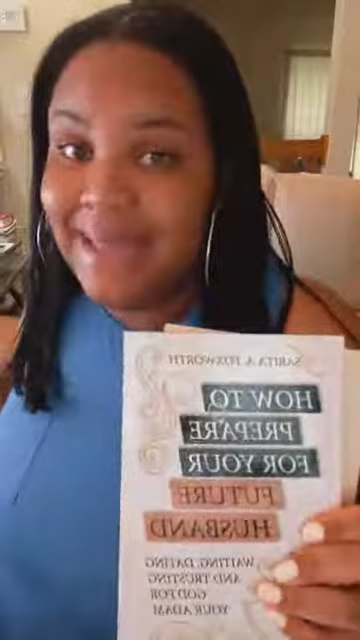 SARITA A. FOXWORTH
HOW TO
PREPARE
FOR YOUR
FUTURE
HUSBAND
WAITING, DATING
AND TRUSTING
GOD FOR
YOUR ADAM